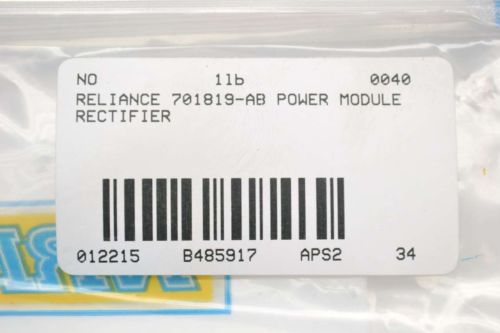 NO 1lb 0040
RELIANCE 701819-AB POWER MODULE
RECTIFIER
012215 B485917 APS2 34